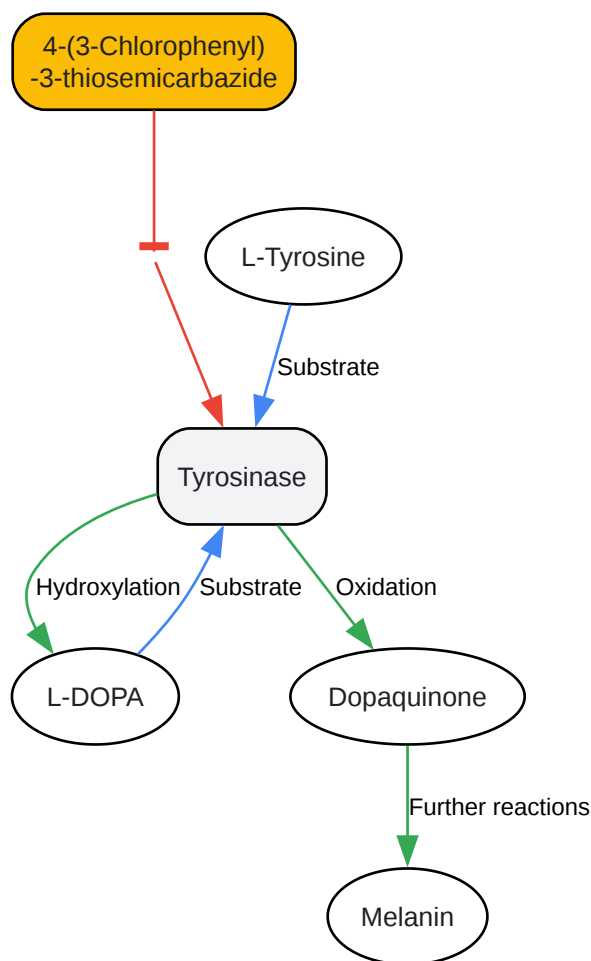 4-(3-Chlorophenyl)
-3-thiosemicarbazide
L-Tyrosine
Substrate
Tyrosinase
Hydroxylation
Substrate
Oxidation
L-DOPA
Dopaquinone
Further reactions
Melanin